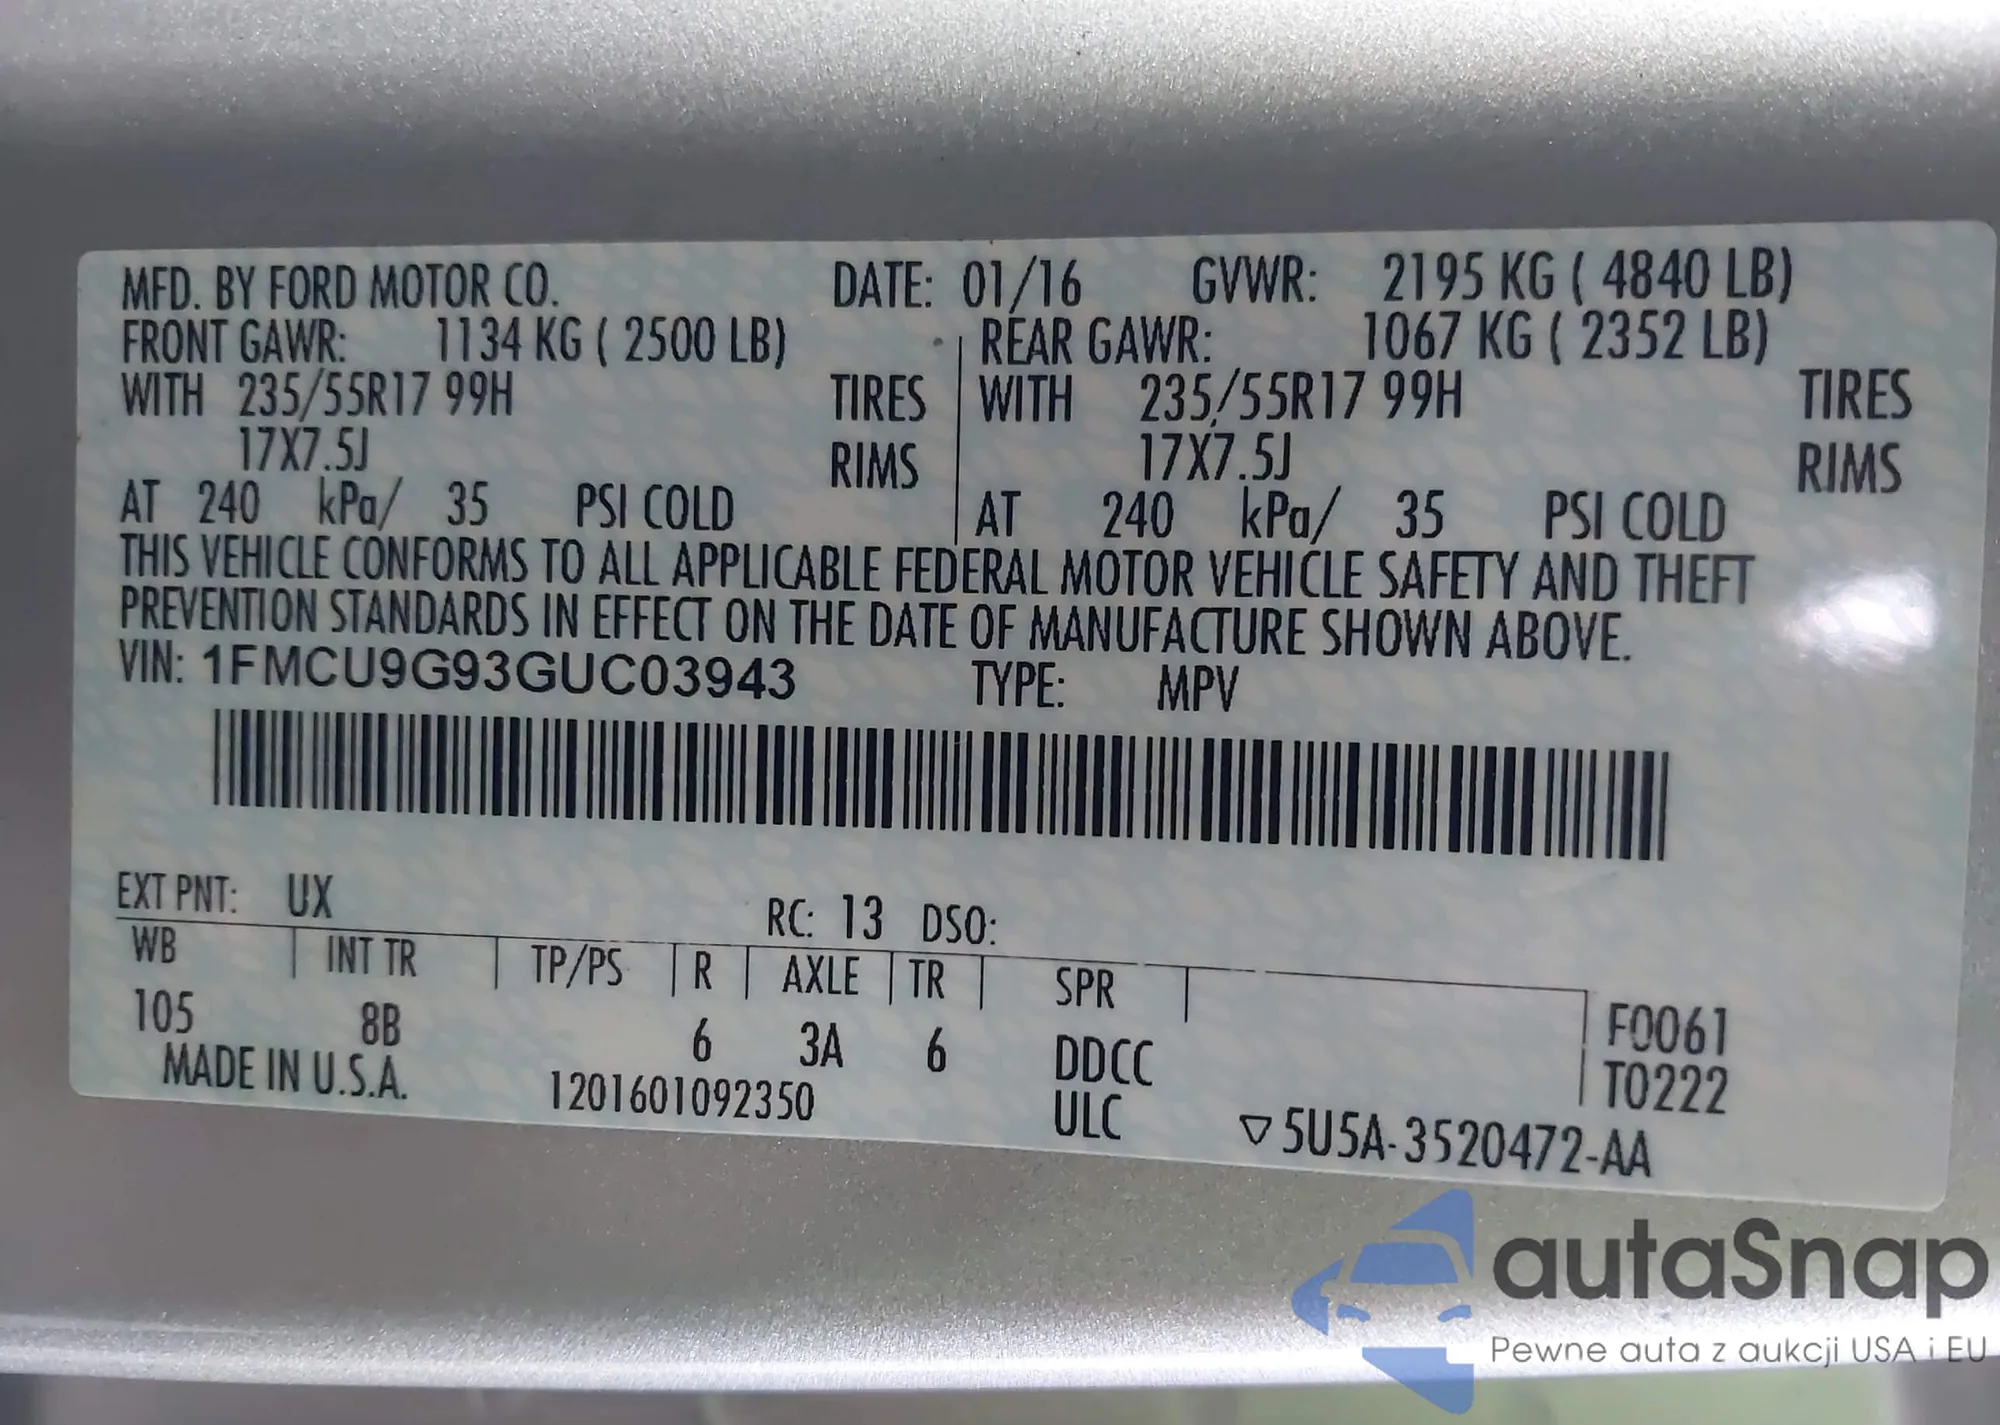 MFD. BY FORD MOTOR CO. DATE: 01/16 GVWR: 2195 KG ( 4840 LB)
FRONT GAWR: 1134 KG ( 2500 LB) REAR GAWR: 1067 KG ( 2352 LB)
WITH 235/55R17 99H TIRES WITH 235/55R17 99H TIRES
17X7.5J RIMS 17X7.5J RIMS
AT 240 kPa/ 35 PSI COLD AT 240 kPa/ 35 PSI COLD
THIS VEHICLE CONFORMS TO ALL APPLICABLE FEDERAL MOTOR VEHICLE SAFETY AND THEFT
PREVENTION STANDARDS IN EFFECT ON THE DATE OF MANUFACTURE SHOWN ABOVE.
VIN: 1FMCU9G93GUC03943 TYPE: MPV
EXT PNT: UX RC: 13 DSO:
WB INT TR TP/PS R AXLE TR SPR
105 8B 6 3A 6 DDCC F0061
MADE IN U.S.A. 1201601092350 ULC T0222
▽5U5A-3520472-AA
autaSnap
Pewne auta z aukcji USA i EU